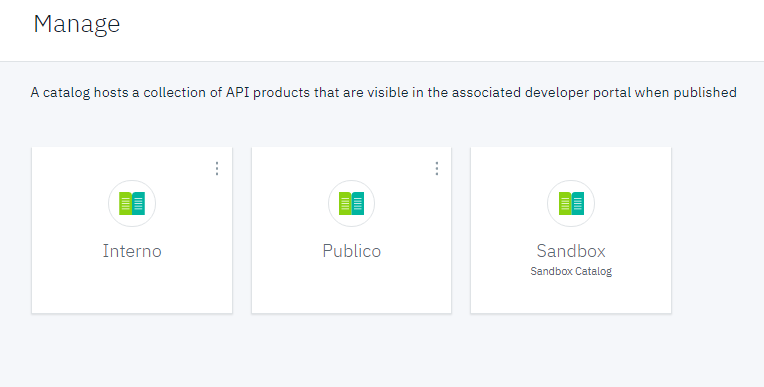 Manage
A catalog hosts a collection of API products that are visible in the associated developer portal when published
Interno
Publico
Sandbox
Sandbox Catalog